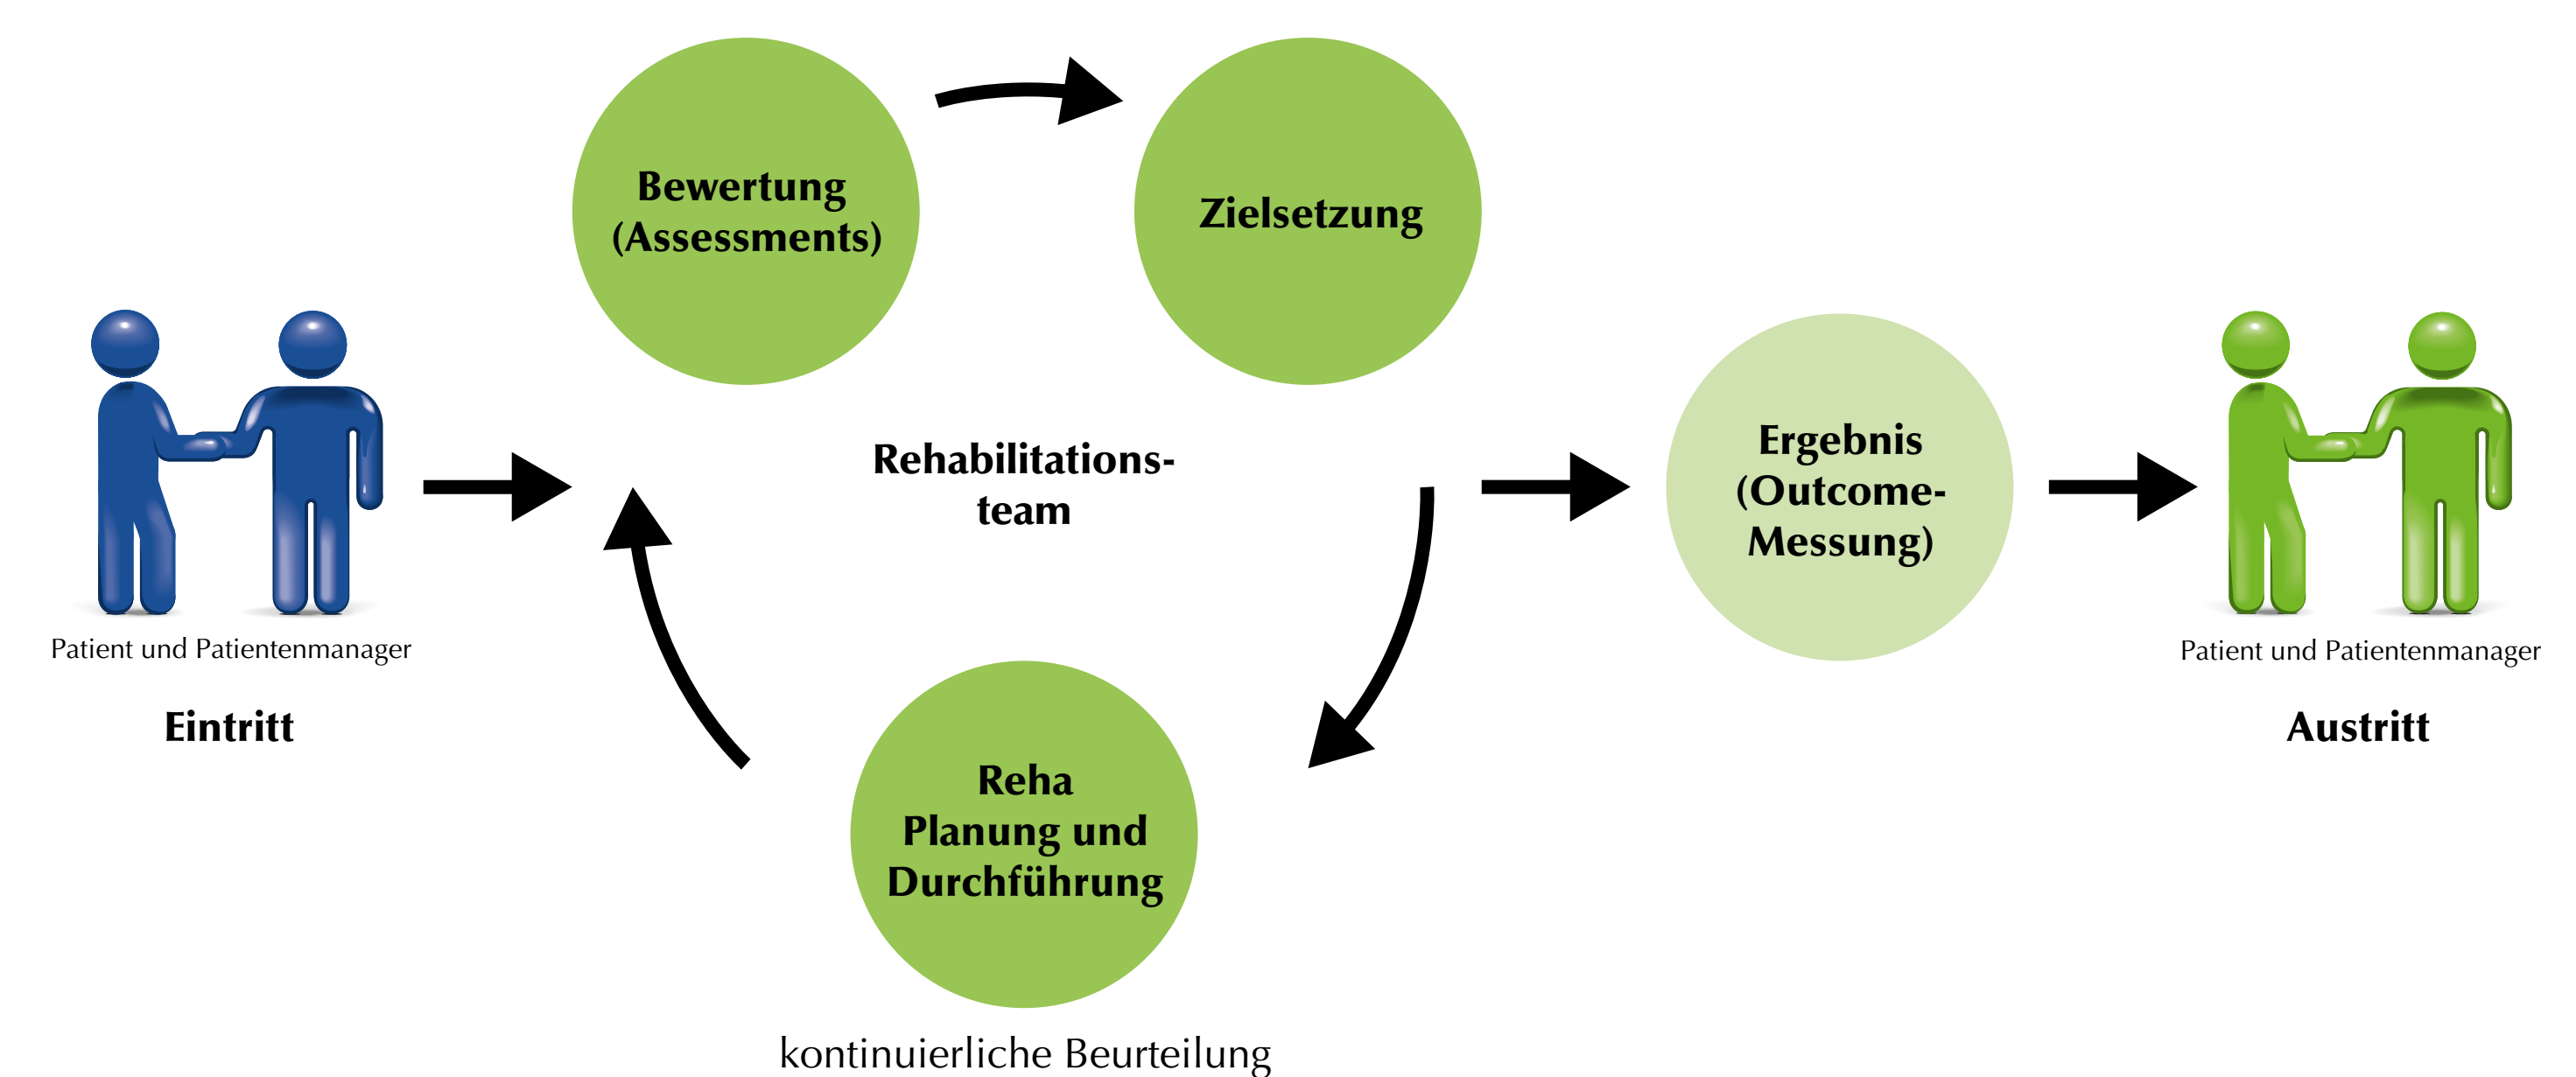 Bewertung
(Assessments)
Zielsetzung
Rehabilitations-
team
Ergebnis
(Outcome-
Messung)
Patient und Patientenmanager
Eintritt
Reha
Planung und
Durchführung
kontinuierliche Beurteilung
Patient und Patientenmanager
Austritt